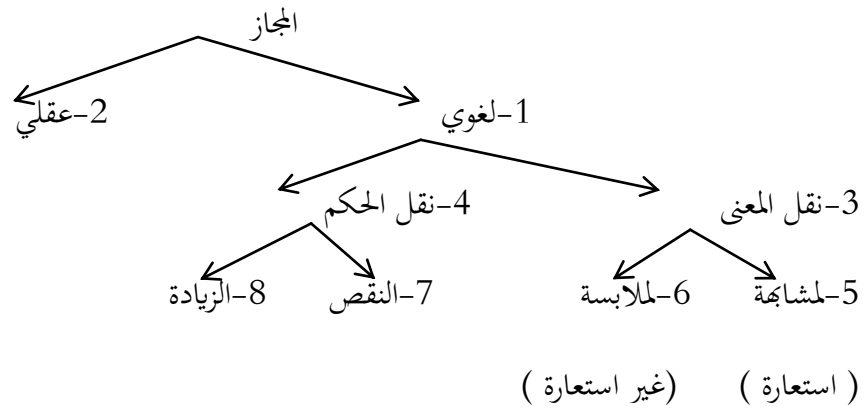 المجاز
1-لغوي 2-عقلي
3-نقل المعنى 4-نقل الحكم
5-لمشابهة 6-لملابسة 7-النقص 8-الزيادة
( استعارة ) (غير استعارة )